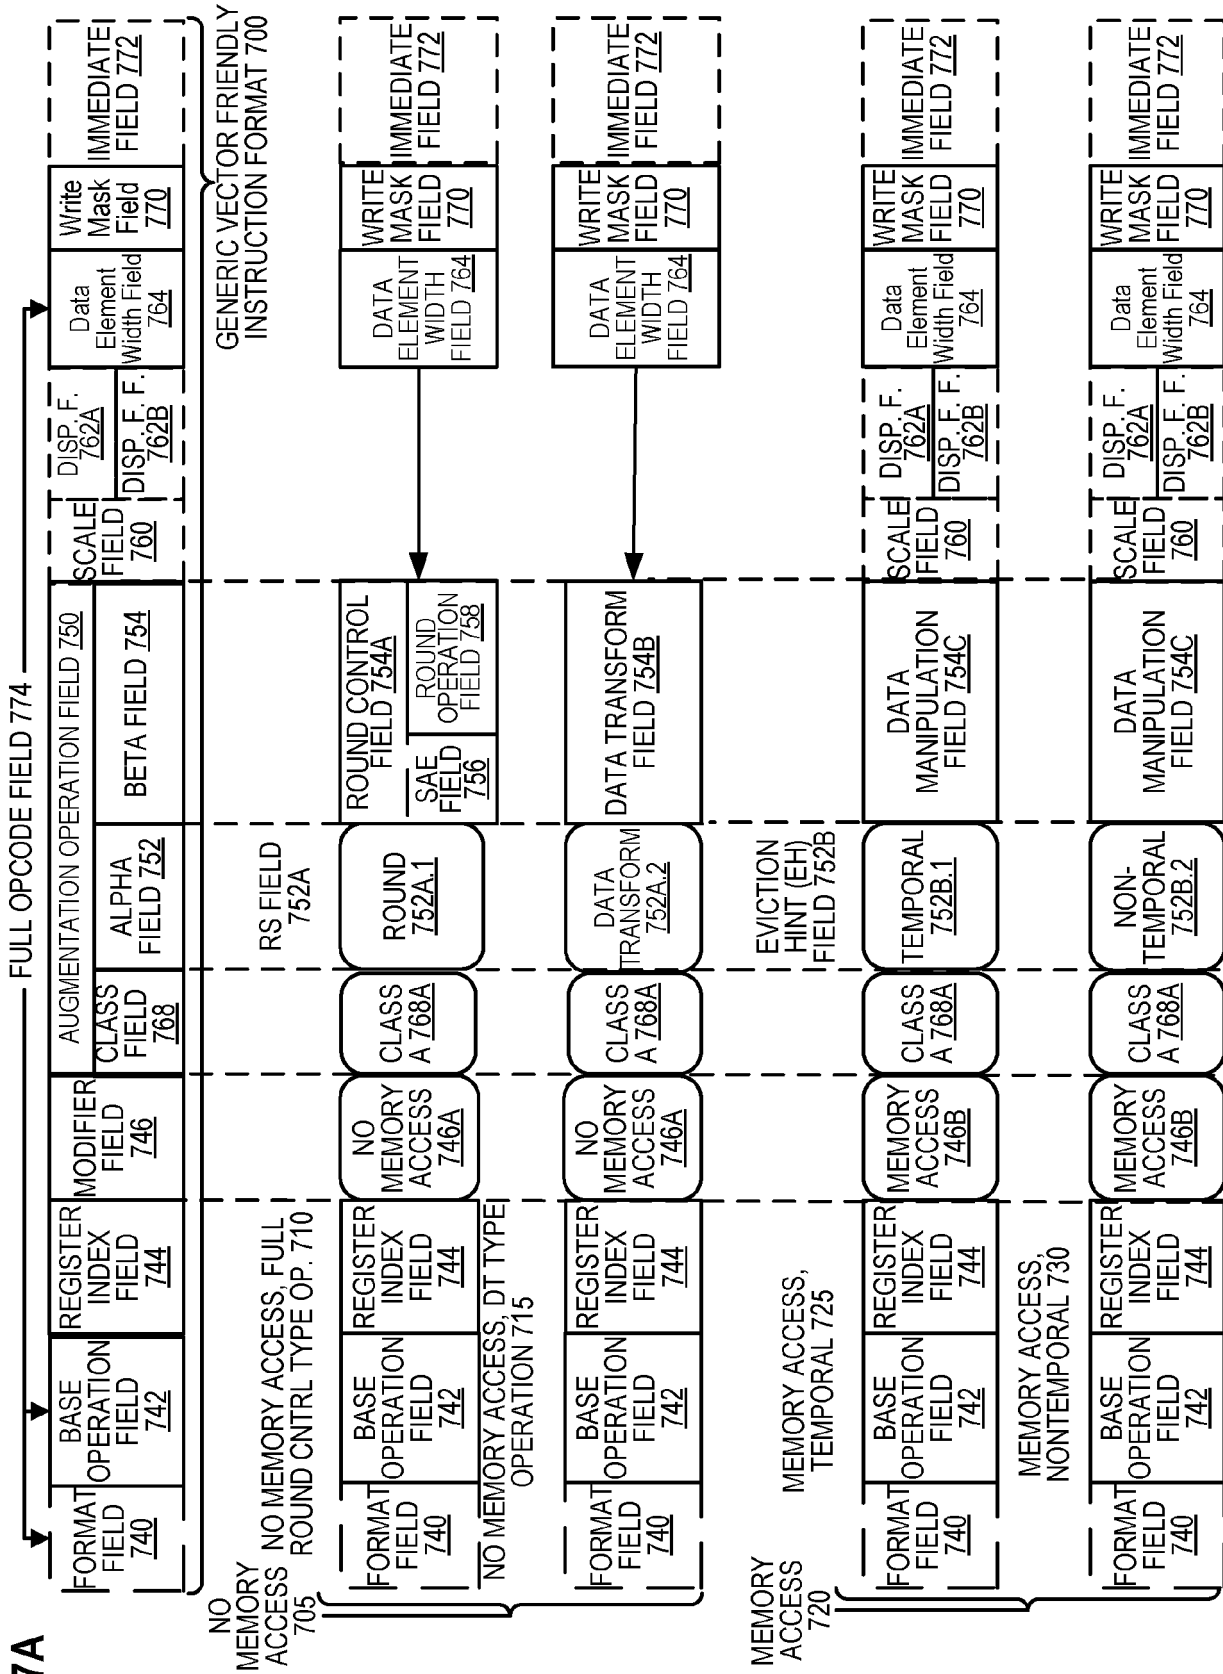 7A
FULL OPCODE FIELD 774
FORMAT
FIELD
740
BASE
OPERATION
FIELD
742
REGISTER
INDEX
FIELD
744
MODIFIER
FIELD
746
AUGMENTATION OPERATION FIELD 750
CLASS
FIELD
768
ALPHA
FIELD 752
BETA FIELD 754
SCALE
FIELD
760
DISP. F.
762A
DISP. F. F.
762B
Data
Element
Width Field
764
Write
Mask
Field
770
IMMEDIATE
FIELD 772
GENERIC VECTOR FRIENDLY
INSTRUCTION FORMAT 700
NO
MEMORY
ACCESS
705
NO MEMORY ACCESS, FULL
ROUND CNTRL TYPE OP. 710
RS FIELD
752A
FORMAT
FIELD
740
BASE
OPERATION
FIELD
742
REGISTER
INDEX
FIELD
744
NO
MEMORY
ACCESS
746A
CLASS
A 768A
ROUND
752A.1
ROUND CONTROL
FIELD 754A
SAE
FIELD
756
ROUND
OPERATION
FIELD 758
DATA
ELEMENT
WIDTH
FIELD 764
WRITE
MASK
FIELD
770
IMMEDIATE
FIELD 772
NO MEMORY ACCESS, DT TYPE
OPERATION 715
FORMAT
FIELD
740
BASE
OPERATION
FIELD
742
REGISTER
INDEX
FIELD
744
NO
MEMORY
ACCESS
746A
CLASS
A 768A
DATA
TRANSFORM
752A.2
DATA TRANSFORM
FIELD 754B
DATA
ELEMENT
WIDTH
FIELD 764
WRITE
MASK
FIELD
770
IMMEDIATE
FIELD 772
MEMORY
ACCESS
720
MEMORY ACCESS,
TEMPORAL 725
EVICTION
HINT (EH)
FIELD 752B
FORMAT
FIELD
740
BASE
OPERATION
FIELD
742
REGISTER
INDEX
FIELD
744
MEMORY
ACCESS
746B
CLASS
A 768A
TEMPORAL
752B.1
DATA
MANIPULATION
FIELD 754C
SCALE
FIELD
760
DISP. F.
762A
DISP. F. F.
762B
Data
Element
Width Field
764
WRITE
MASK
FIELD
770
IMMEDIATE
FIELD 772
MEMORY ACCESS,
NONTEMPORAL 730
FORMAT
FIELD
740
BASE
OPERATION
FIELD
742
REGISTER
INDEX
FIELD
744
MEMORY
ACCESS
746B
CLASS
A 768A
NON-
TEMPORAL
752B.2
DATA
MANIPULATION
FIELD 754C
SCALE
FIELD
760
DISP. F.
762A
DISP. F. F.
762B
Data
Element
Width Field
764
WRITE
MASK
FIELD
770
IMMEDIATE
FIELD 772